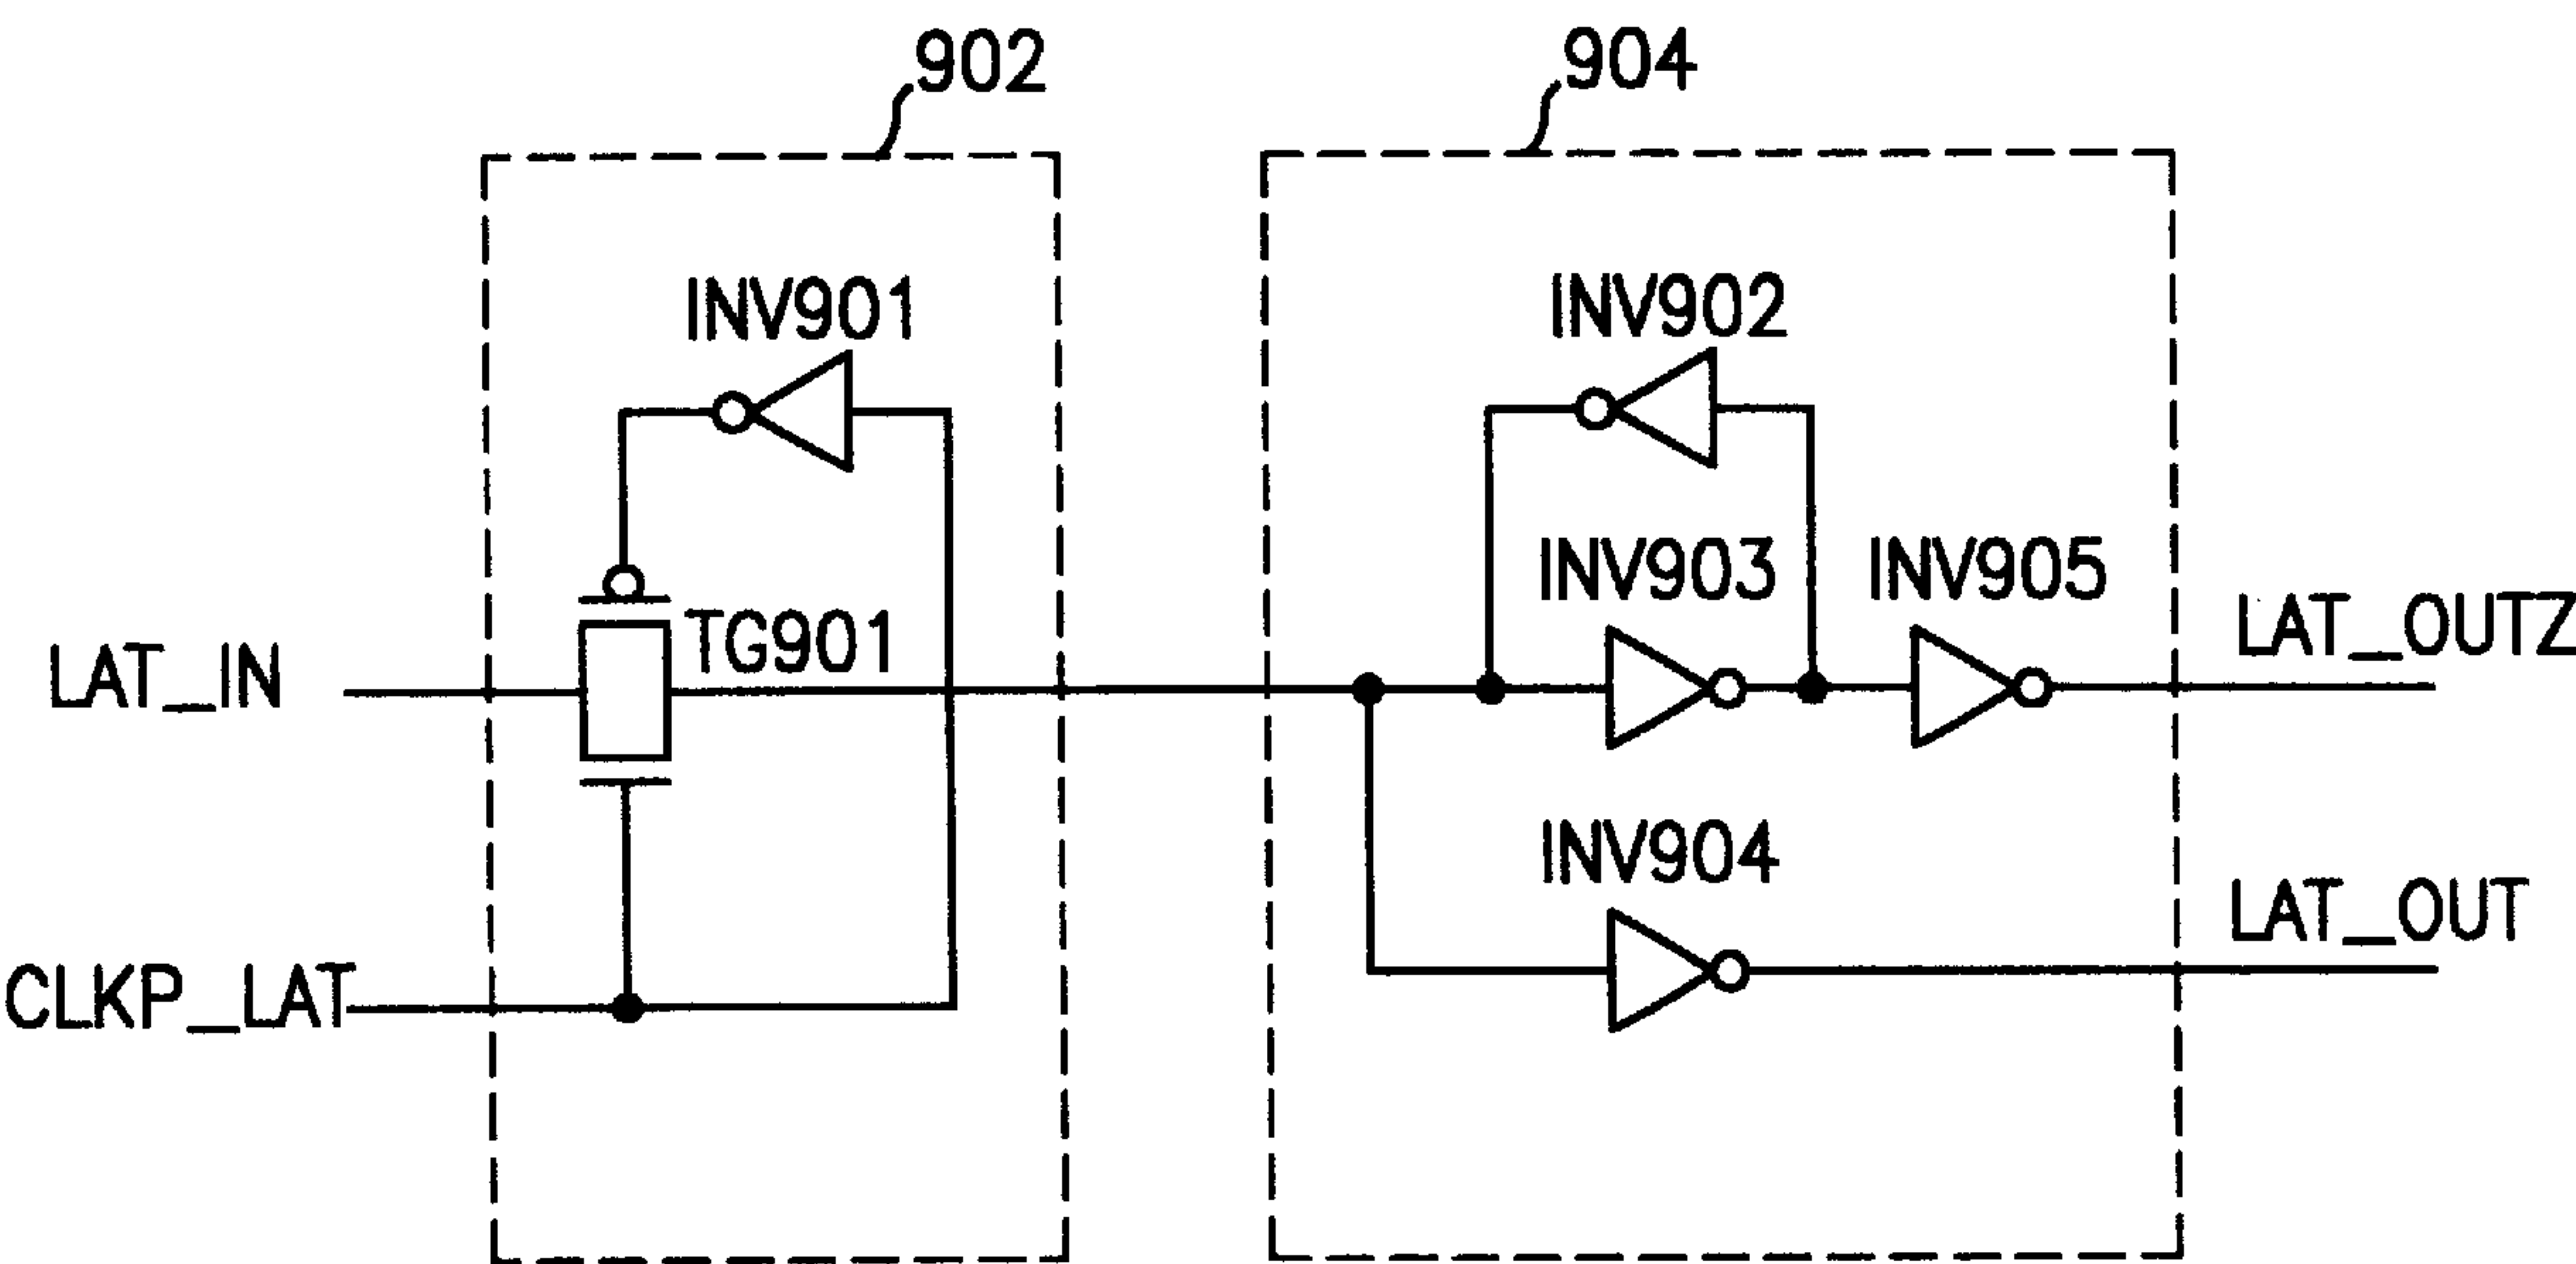 902
904
INV901
INV902
INV903
INV905
TG901
LAT_IN
LAT_OUTZ
INV904
LAT_OUT
CLKP_LAT